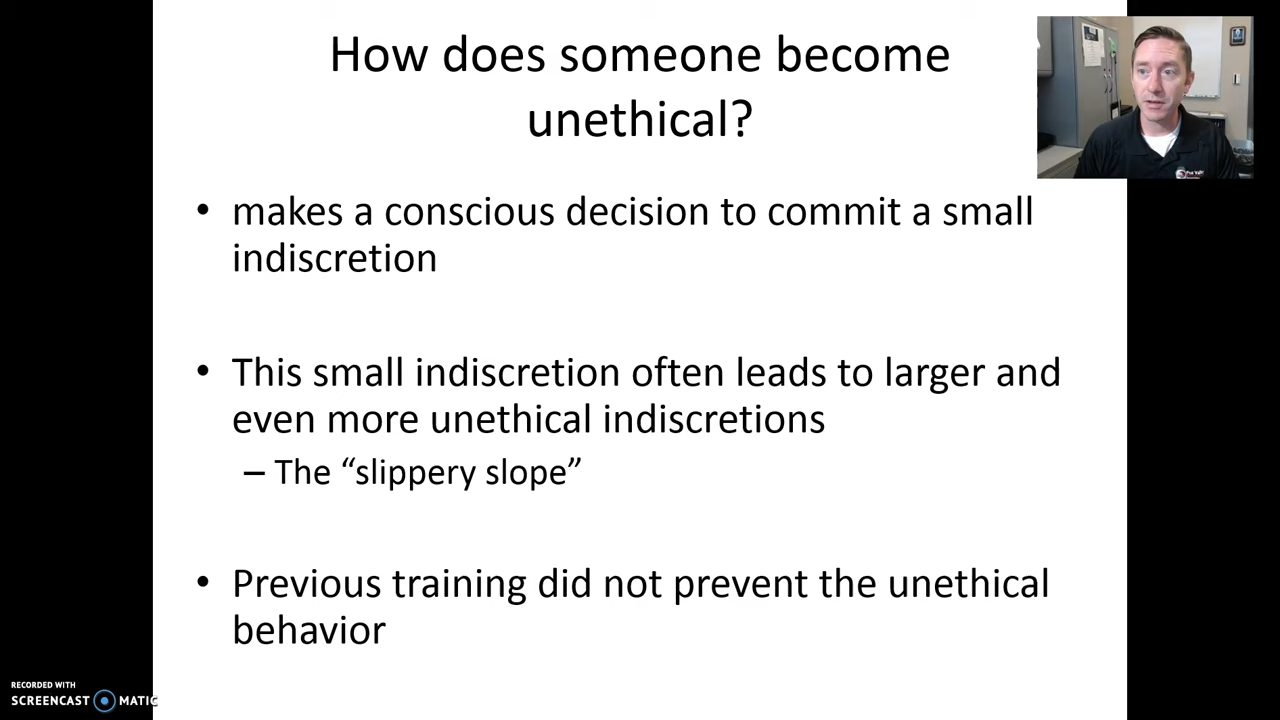 How does someone become
unethical?
• makes a conscious decision to commit a small
indiscretion
• This small indiscretion often leads to larger and
even more unethical indiscretions
– The “slippery slope”
• Previous training did not prevent the unethical
behavior
RECORDED WITH
SCREENCAST MATIC